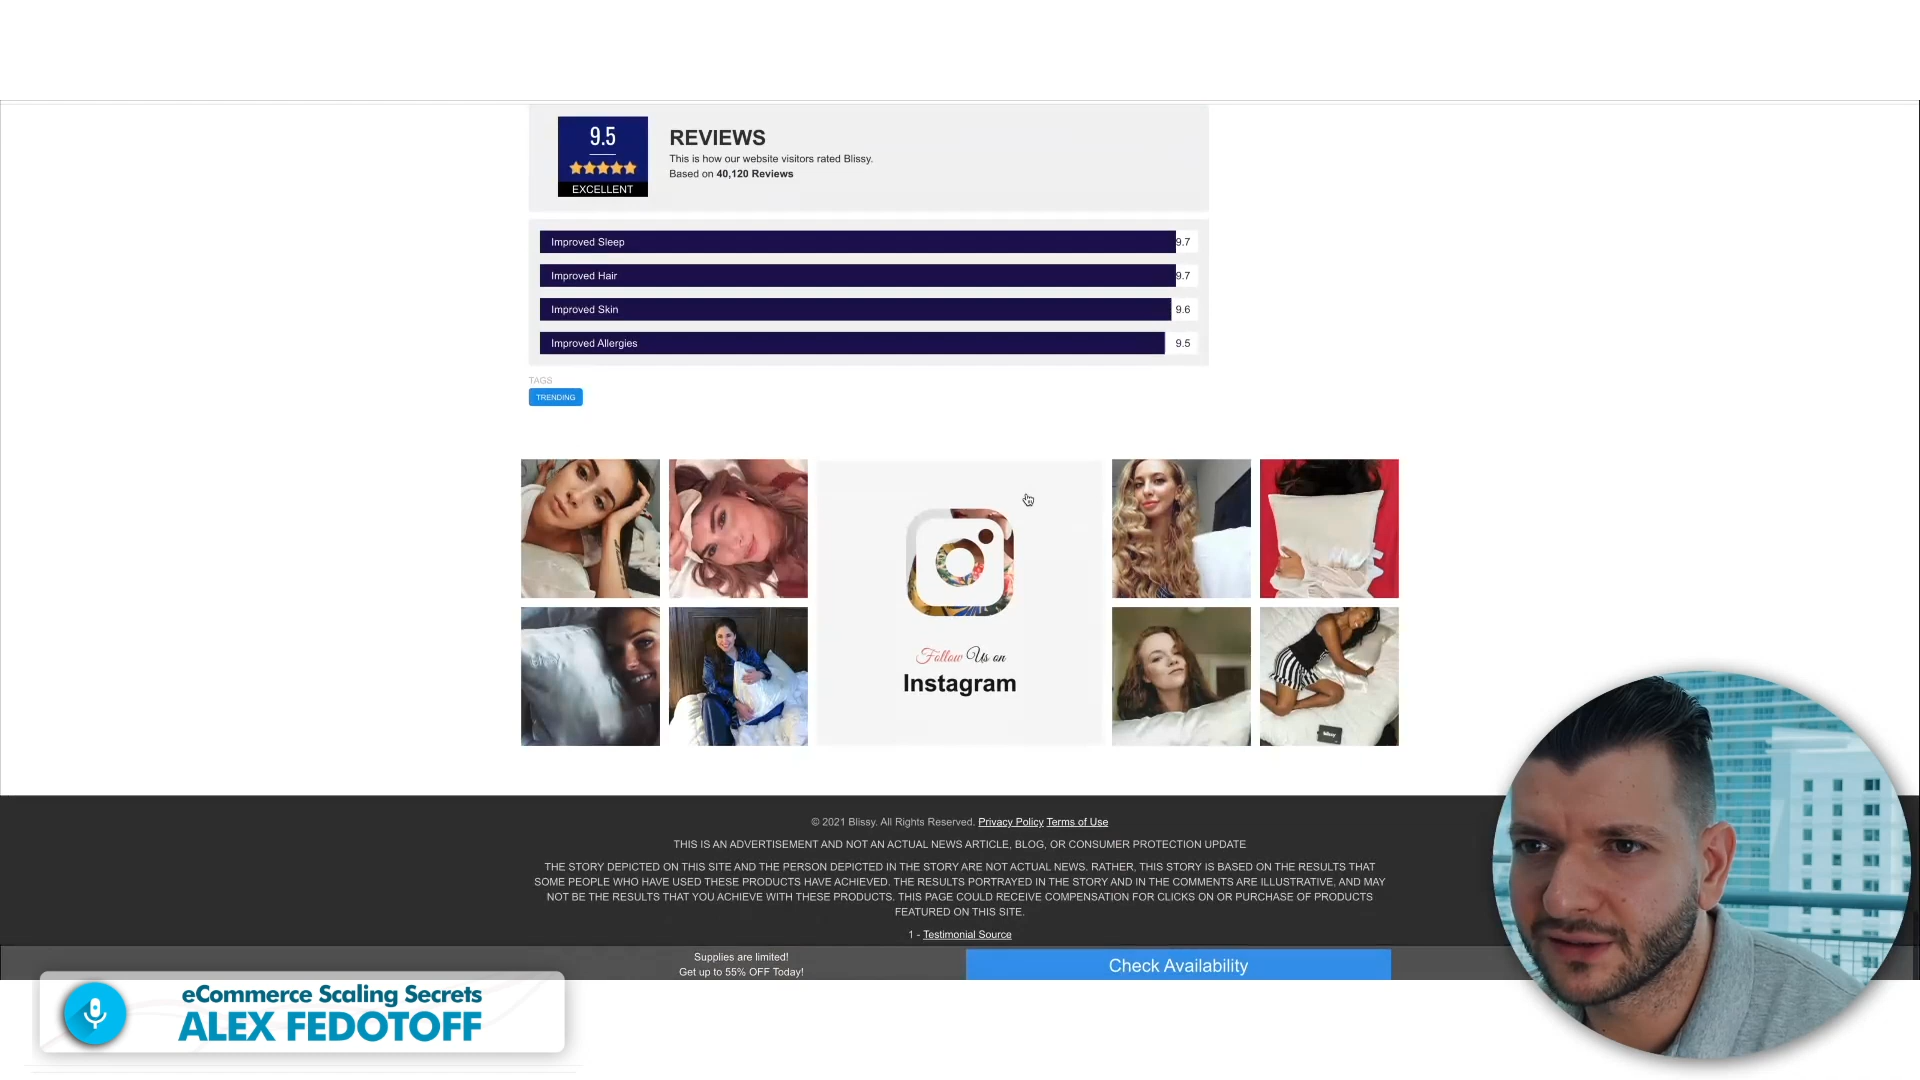 9.5
EXCELLENT
REVIEWS
This is how our website visitors rated Blissy.
Based on 40,120 Reviews
Improved Sleep 9.7
Improved Hair 9.7
Improved Skin 9.6
Improved Allergies 9.5
TAGS
TRENDING
Follow Us on
Instagram
© 2021 Blissy. All Rights Reserved. Privacy Policy Terms of Use
THIS IS AN ADVERTISEMENT AND NOT AN ACTUAL NEWS ARTICLE, BLOG, OR CONSUMER PROTECTION UPDATE
THE STORY DEPICTED ON THIS SITE AND THE PERSON DEPICTED IN THE STORY ARE NOT ACTUAL NEWS. RATHER, THIS STORY IS BASED ON THE RESULTS THAT
SOME PEOPLE WHO HAVE USED THESE PRODUCTS HAVE ACHIEVED. THE RESULTS PORTRAYED IN THE STORY AND IN THE COMMENTS ARE ILLUSTRATIVE, AND MAY
NOT BE THE RESULTS THAT YOU ACHIEVE WITH THESE PRODUCTS. THIS PAGE COULD RECEIVE COMPENSATION FOR CLICKS ON OR PURCHASE OF PRODUCTS
FEATURED ON THIS SITE.
1 - Testimonial Source
Supplies are limited!
Get up to 55% OFF Today!
Check Availability
eCommerce Scaling Secrets
ALEX FEDOTOFF